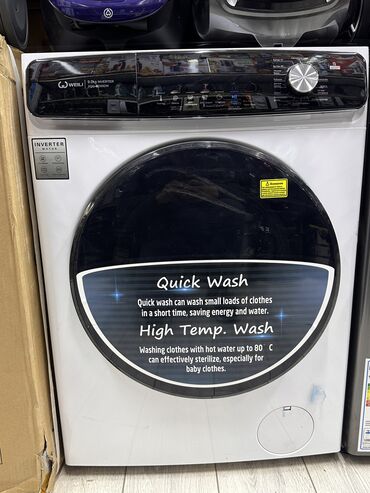 WEILI
INVERTER
Quick Wash
Quick wash can wash small loads of clothes
in a short time, saving energy and water.
High Temp. Wash
Washing clothes with hot water up to 80 C
can effectively sterilize, especially for
baby clothes.